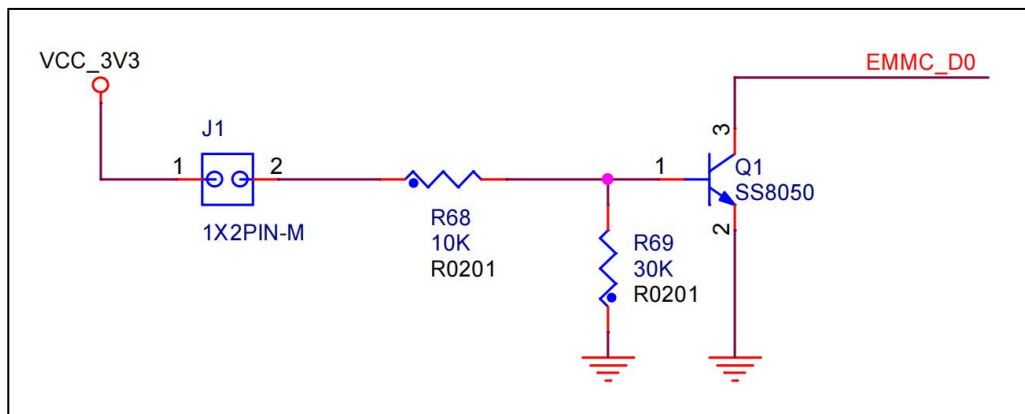 VCC_3V3
EMMC_D0
J1
1
2
1X2PIN-M
R68
10K
R0201
R69
30K
R0201
1
3
Q1
SS8050
2